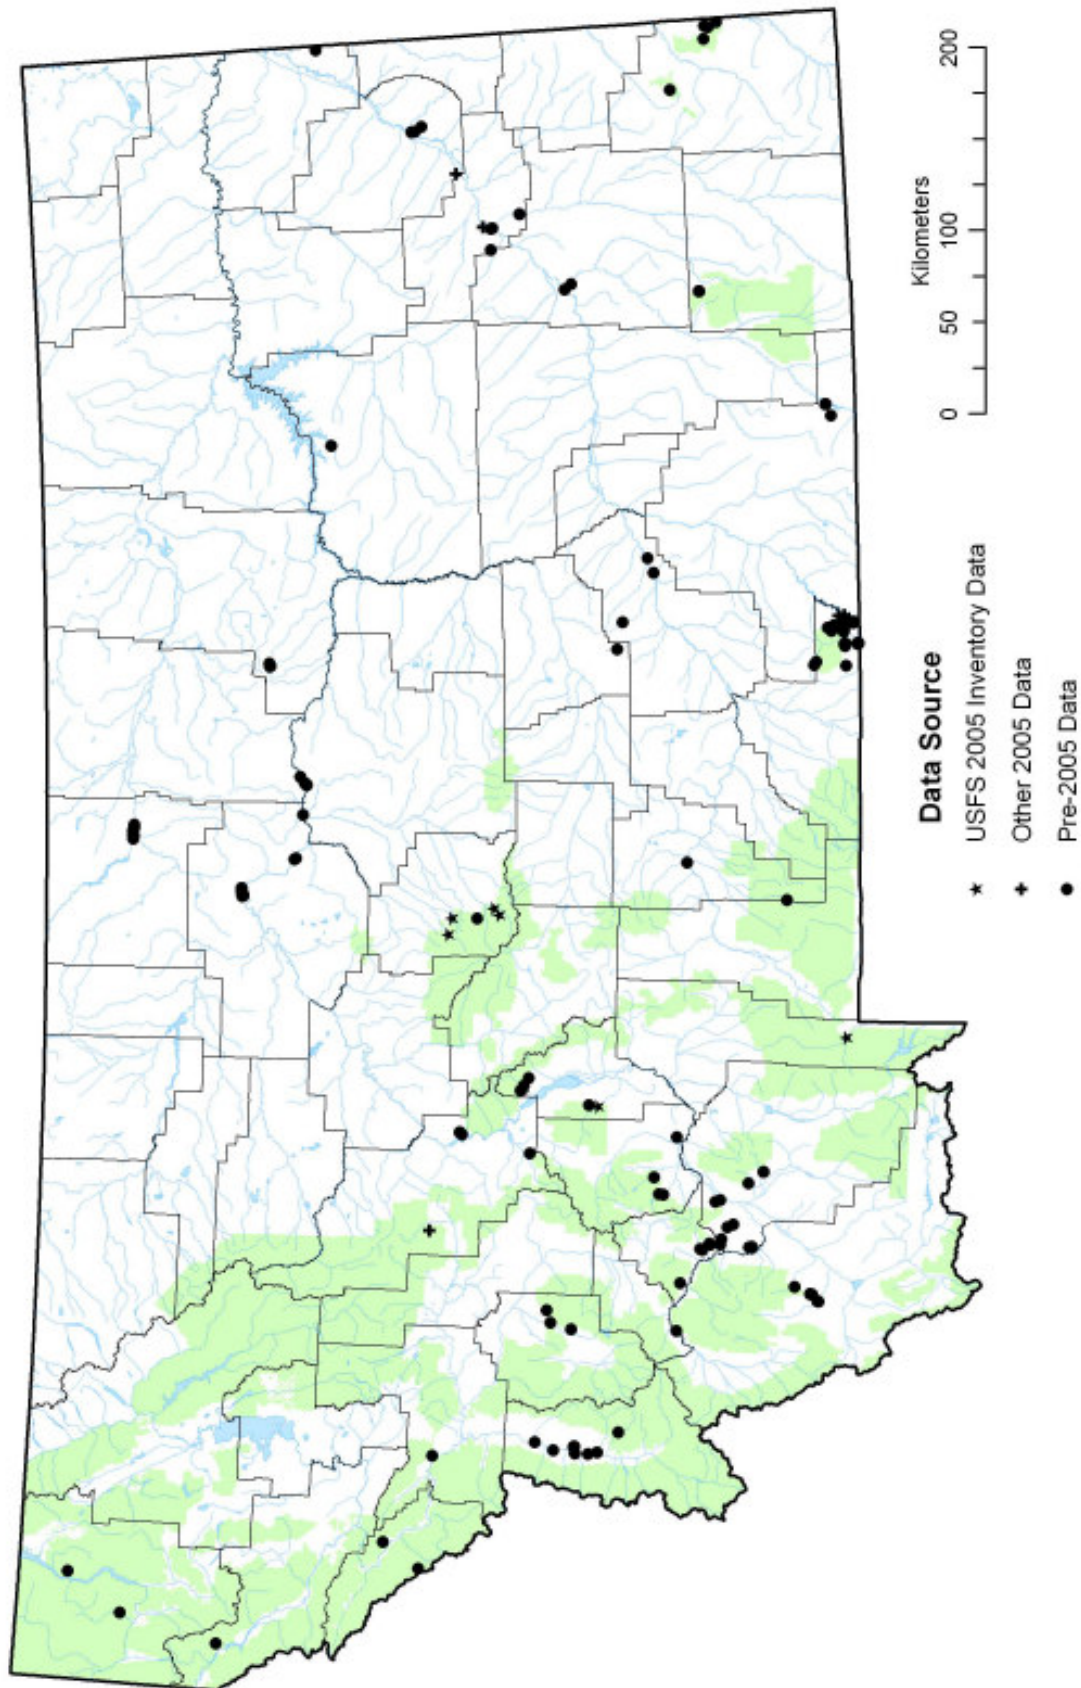 Data Source
USFS 2005 Inventory Data
Other 2005 Data
Pre-2005 Data
0 50 100 200
Kilometers